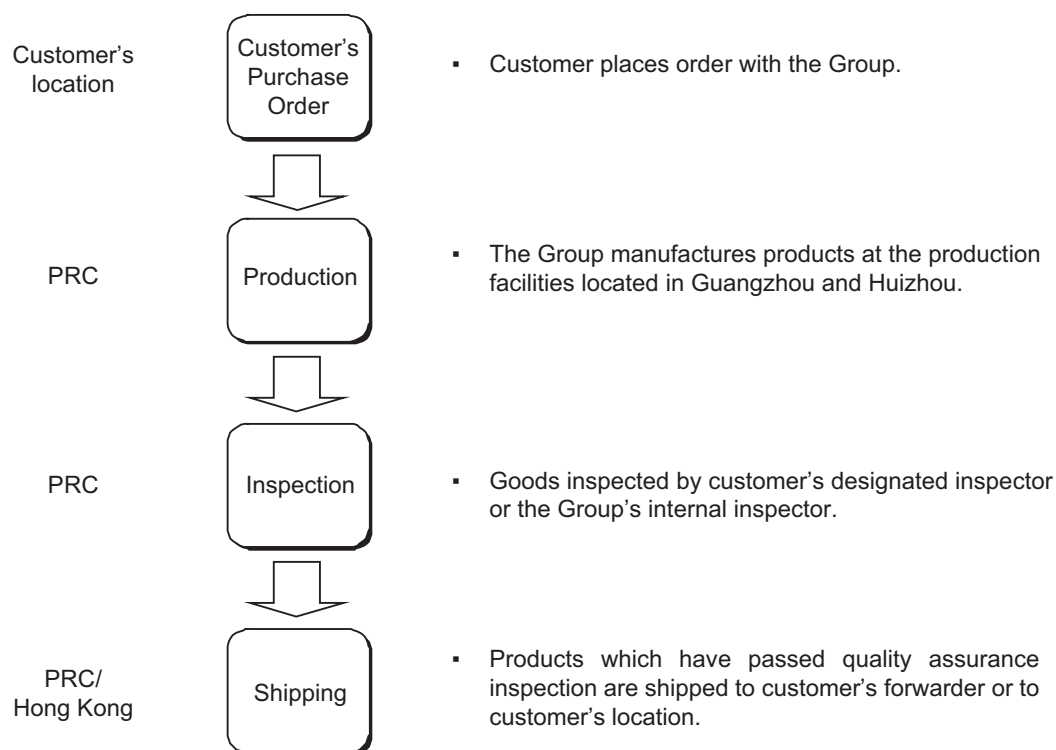 Customer’s
location
Customer’s
Purchase
Order
▪ Customer places order with the Group.
PRC
Production
▪ The Group manufactures products at the production
facilities located in Guangzhou and Huizhou.
PRC
Inspection
▪ Goods inspected by customer’s designated inspector
or the Group’s internal inspector.
PRC/
Hong Kong
Shipping
▪ Products which have passed quality assurance
inspection are shipped to customer’s forwarder or to
customer’s location.